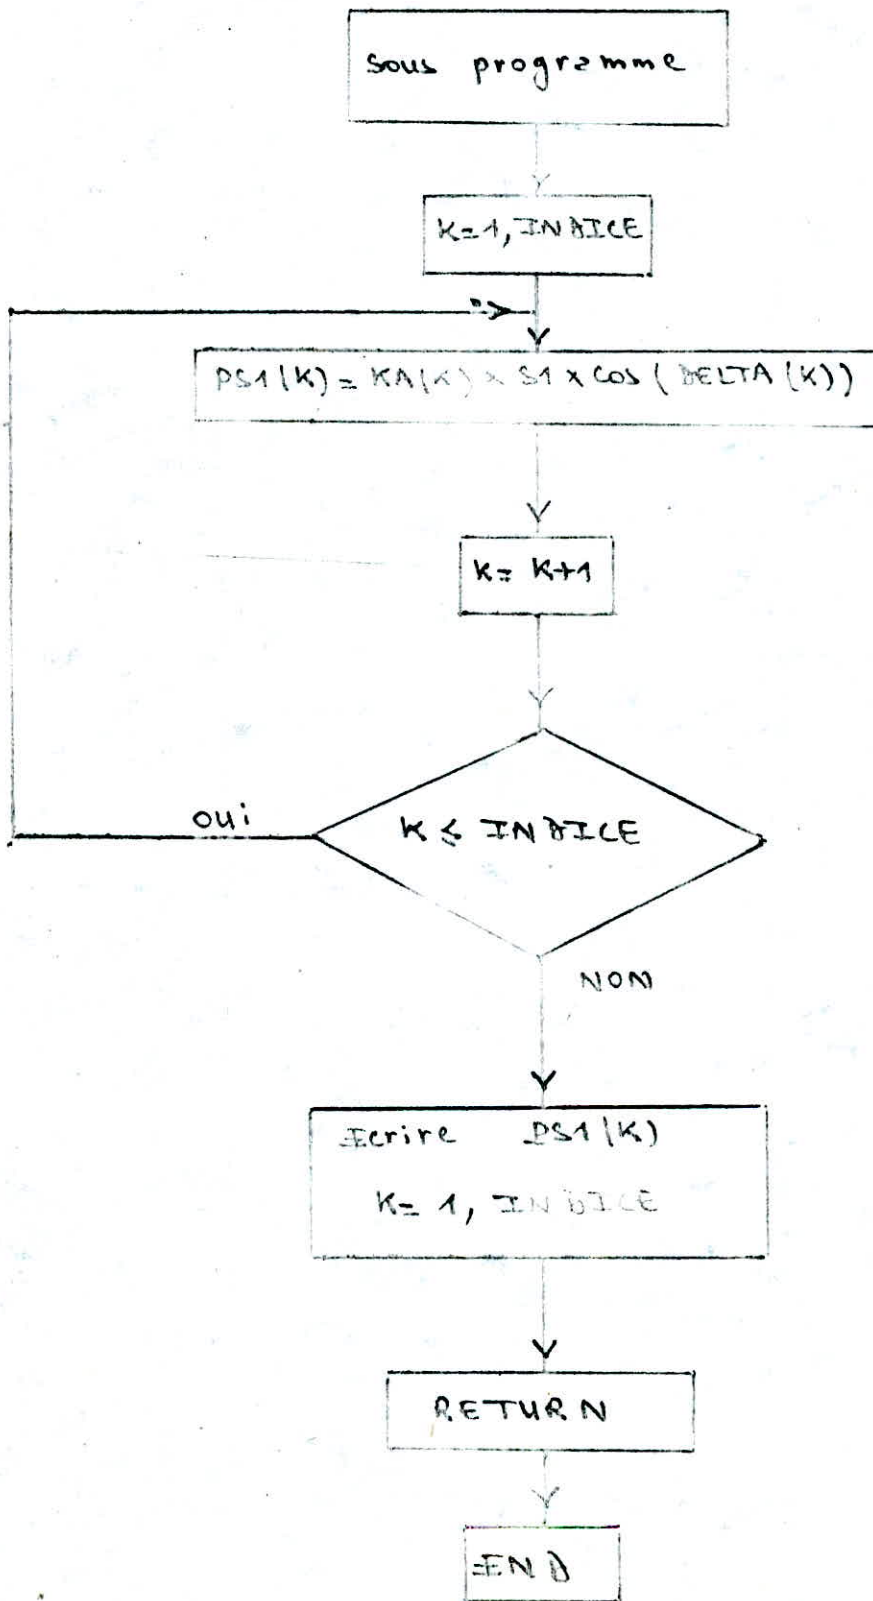 sous programme
K=1, INDICE
PS1(K) = KA(K) × S1 × COS (DELTA(K))
K= K+1
K ≤ INDICE
oui
NON
Ecrire PS1(K)
K= 1, INDICE
RETURN
END